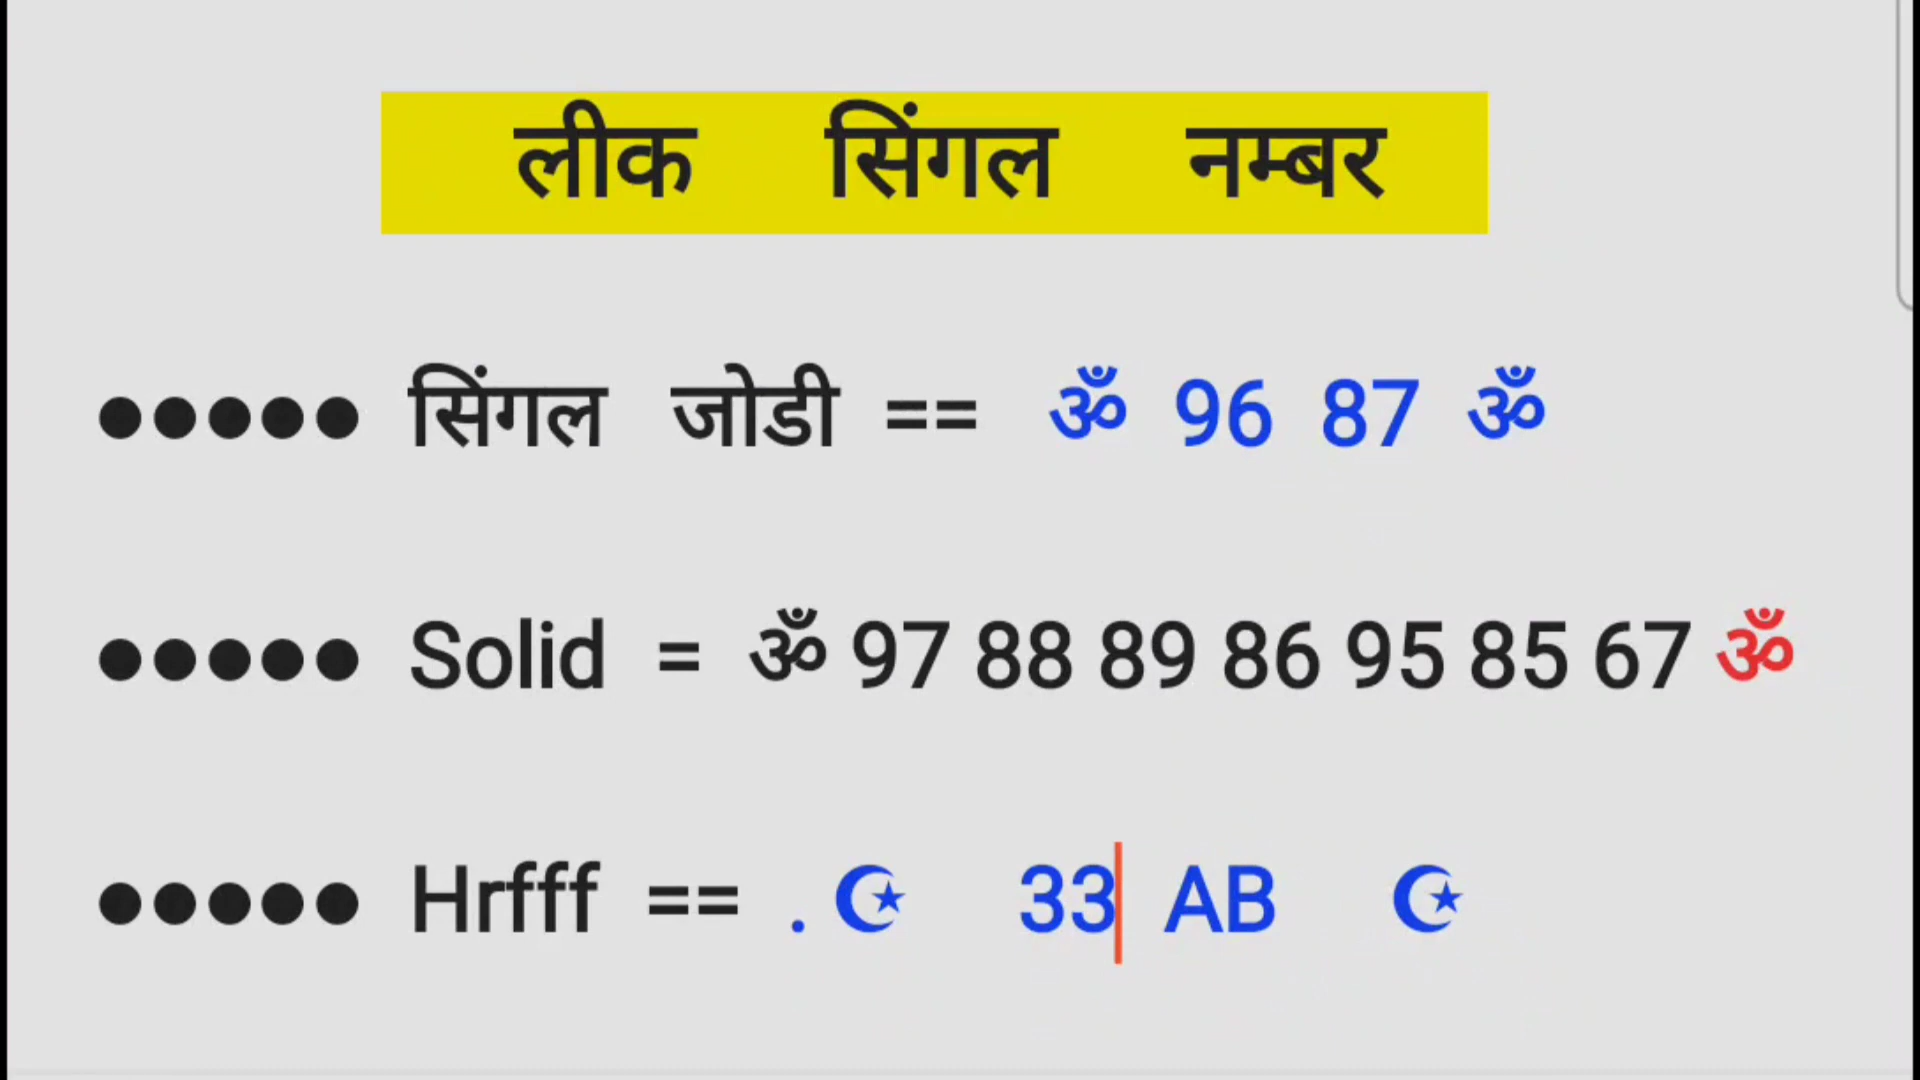 लीक सिंगल नम्बर
●●●●● सिंगल जोडी == ॐ 96 87 ॐ
●●●●● Solid = ॐ 97 88 89 86 95 85 67 ॐ
●●●●● Hrfff == . ☪ 33 AB ☪